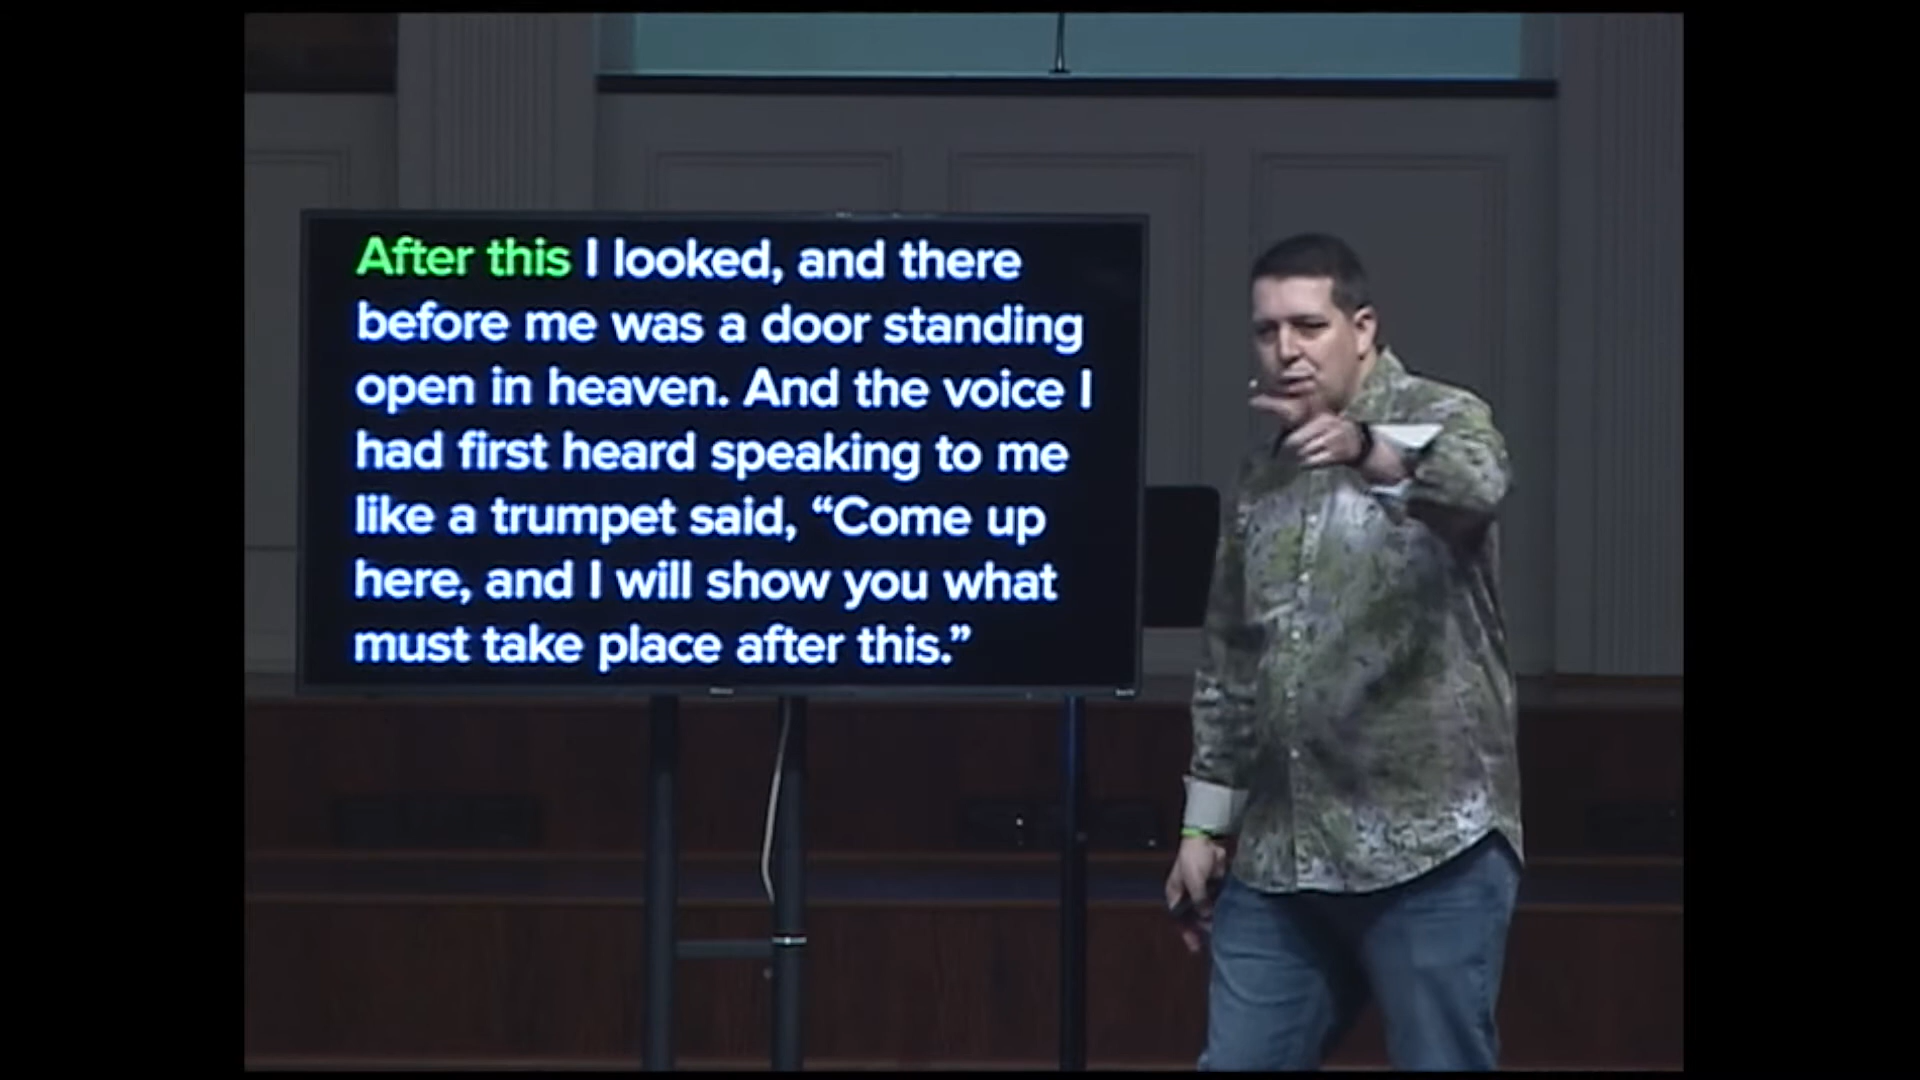 After this I looked, and there
before me was a door standing
open in heaven. And the voice I
had first heard speaking to me
like a trumpet said, “Come up
here, and I will show you what
must take place after this.”